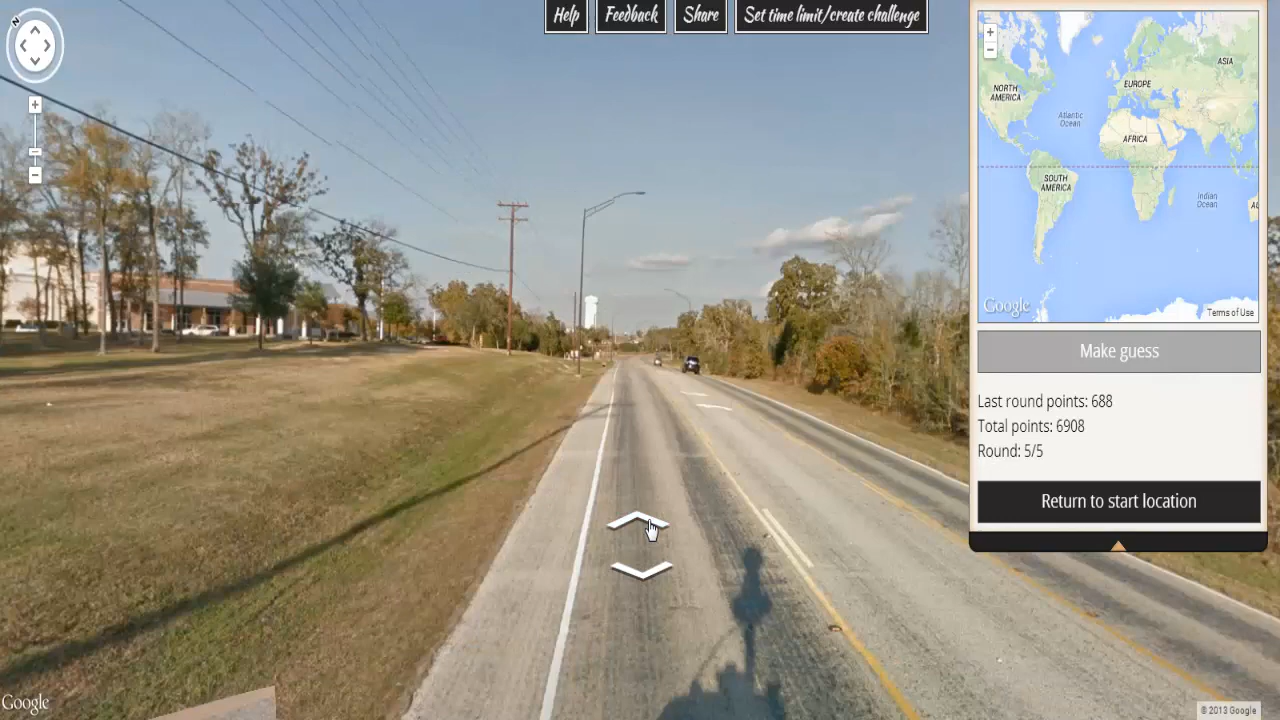 Help
Feedback
Share
Set time limit/create challenge
N
NORTH
AMERICA
Atlantic
Ocean
EUROPE
ASIA
AFRICA
SOUTH
AMERICA
Indian
Ocean
AU
Google
Terms of Use
Make guess
Last round points: 688
Total points: 6908
Round: 5/5
Return to start location
Google
© 2013 Google